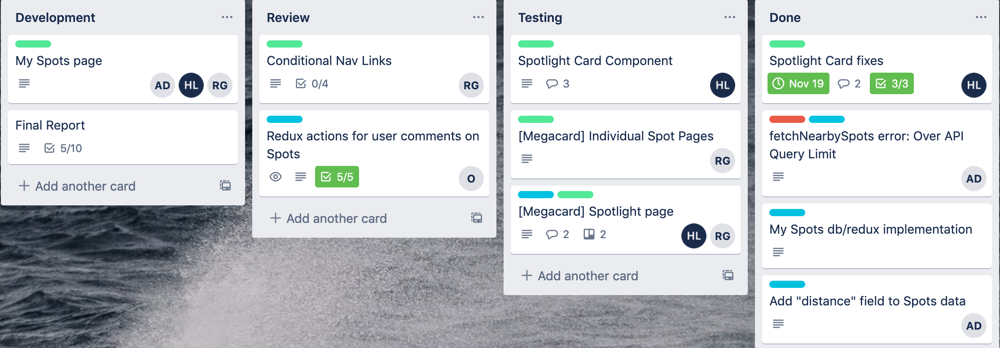 Development
My Spots page
AD HL RG
Final Report
5/10
Add another card
Review
Conditional Nav Links
0/4
RG
Redux actions for user comments on
Spots
5/5
O
Add another card
Testing
Spotlight Card Component
3
HL
[Megacard] Individual Spot Pages
RG
[Megacard] Spotlight page
2 2
HL RG
Add another card
Done
Spotlight Card fixes
Nov 19 2 3/3
HL
fetchNearbySpots error: Over API
Query Limit
AD
My Spots db/redux implementation
Add "distance" field to Spots data
AD